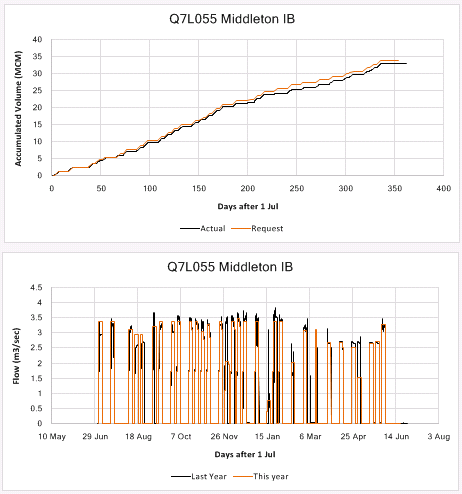 Q7L055 Middleton IB
40
35
30
25
20
15
10
5
0
Accumulated Volume (MCM)
0 50 100 150 200 250 300 350 400
Days after 1 Jul
Actual Request
Q7L055 Middleton IB
4.5
4
3.5
3
2.5
2
1.5
1
0.5
0
Flow (m3/sec)
10 May 29 Jun 18 Aug 7 Oct 26 Nov 15 Jan 6 Mar 25 Apr 14 Jun 3 Aug
Days after 1 Jul
Last Year This year